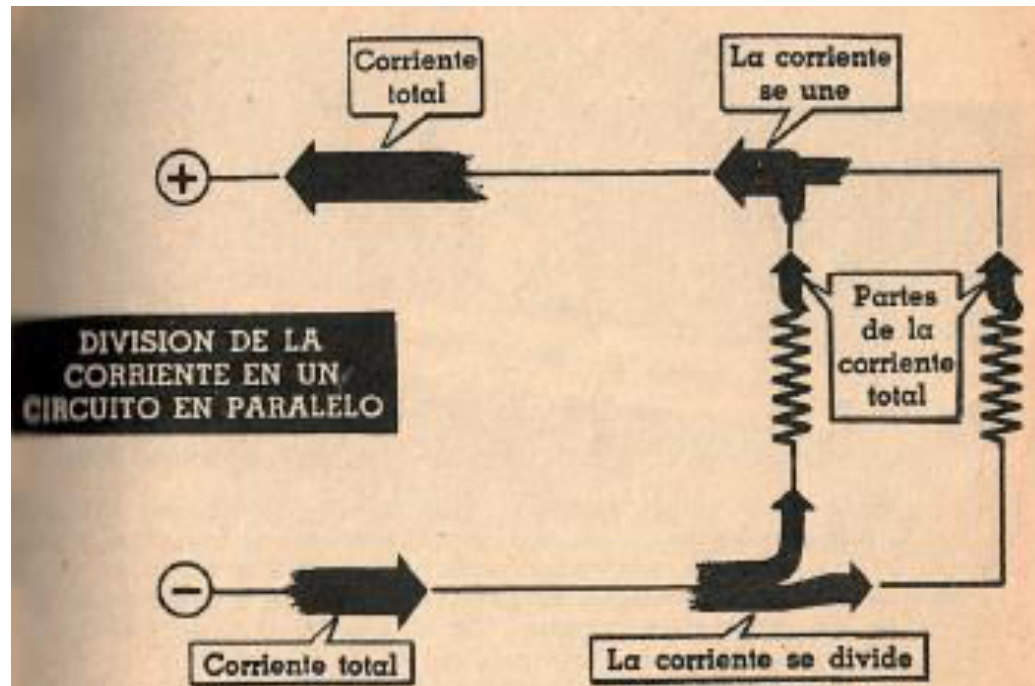 Corriente
total
La corriente
se une
+
DIVISION DE LA
CORRIENTE EN UN
CIRCUITO EN PARALELO
Partes
de la
corriente
total
−
Corriente total
La corriente se divide